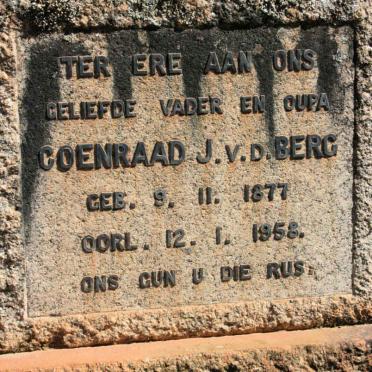 TER ERE AAN ONS
GELIEFDE VADER EN OUPA
COENRAAD J.V.D. BERG
GEB. 9. 11. 1877
OORL. 12. 1. 1958.
ONS GUN U DIE RUS.